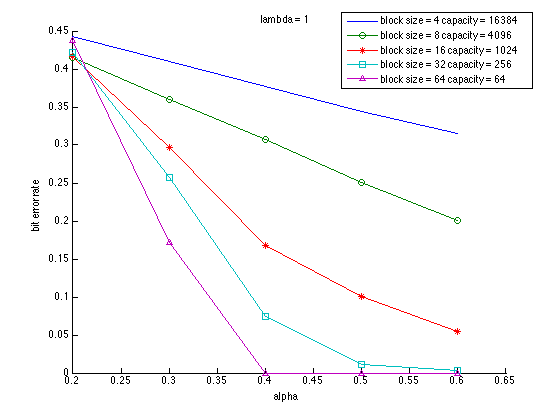 lambda = 1
block size = 4 capacity = 16384
block size = 8 capacity = 4096
block size = 16 capacity = 1024
block size = 32 capacity = 256
block size = 64 capacity = 64
0.45
0.4
0.35
0.3
0.25
0.2
0.15
0.1
0.05
0
bit error rate
0.2 0.25 0.3 0.35 0.4 0.45 0.5 0.55 0.6 0.65
alpha